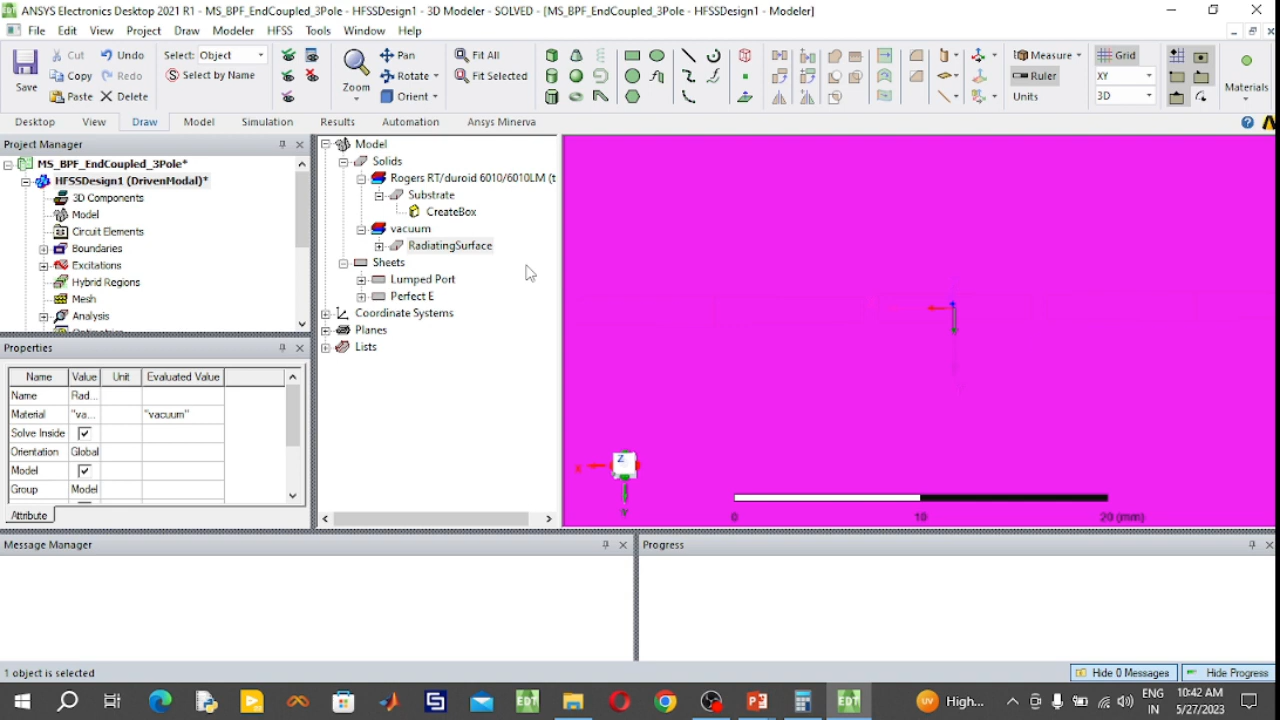 ANSYS Electronics Desktop 2021 R1 - MS_BPF_EndCoupled_3Pole - HFSSDesign1 - 3D Modeler - SOLVED - [MS_BPF_EndCoupled_3Pole - HFSSDesign1 - Modeler]
File Edit View Project Draw Modeler HFSS Tools Window Help
Save
Cut Undo
Copy Redo
Paste Delete
Select: Object
Select by Name
Zoom
Pan
Rotate
Orient
Fit All
Fit Selected
Measure
Ruler
Units
Grid
XY
3D
Materials
Desktop View Draw Model Simulation Results Automation Ansys Minerva
Project Manager
MS_BPF_EndCoupled_3Pole*
HFSSDesign1 (DrivenModal)*
3D Components
Model
Circuit Elements
Boundaries
Excitations
Hybrid Regions
Mesh
Analysis
Properties
Name Value Unit Evaluated Value
Name Rad...
Material "va... "vacuum"
Solve Inside
Orientation Global
Model
Group Model
Attribute
Model
Solids
Rogers RT/duroid 6010/6010LM (t
Substrate
CreateBox
vacuum
RadiatingSurface
Sheets
Lumped Port
Perfect E
Coordinate Systems
Planes
Lists
Z
X
Y
0 10 20 (mm)
Message Manager
Progress
1 object is selected
Hide 0 Messages
Hide Progress
UV
High...
ENG
IN
10:42 AM
5/27/2023